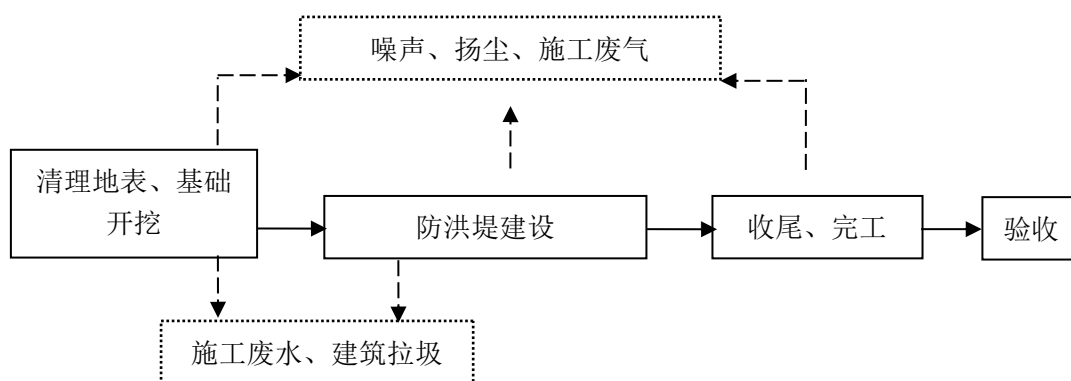 噪声、扬尘、施工废气
清理地表、基础
开挖
防洪堤建设
收尾、完工
验收
施工废水、建筑拉圾